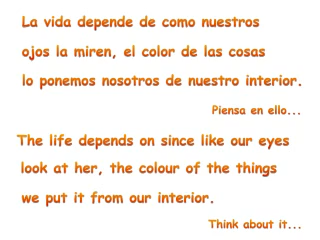 La vida depende de como nuestros
ojos la miren, el color de las cosas
lo ponemos nosotros de nuestro interior.
Piensa en ello...
The life depends on since like our eyes
look at her, the colour of the things
we put it from our interior.
Think about it...